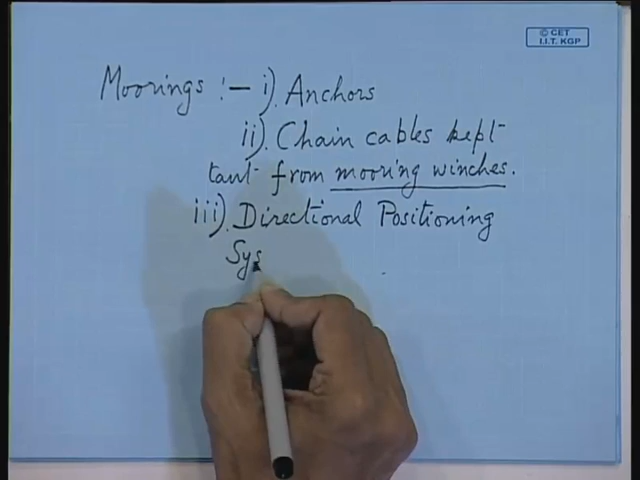 © CET
I.I.T. KGP
Moorings :- i). Anchors
ii). Chain cables kept
taut from mooring winches.
iii). Directional Positioning
Sys